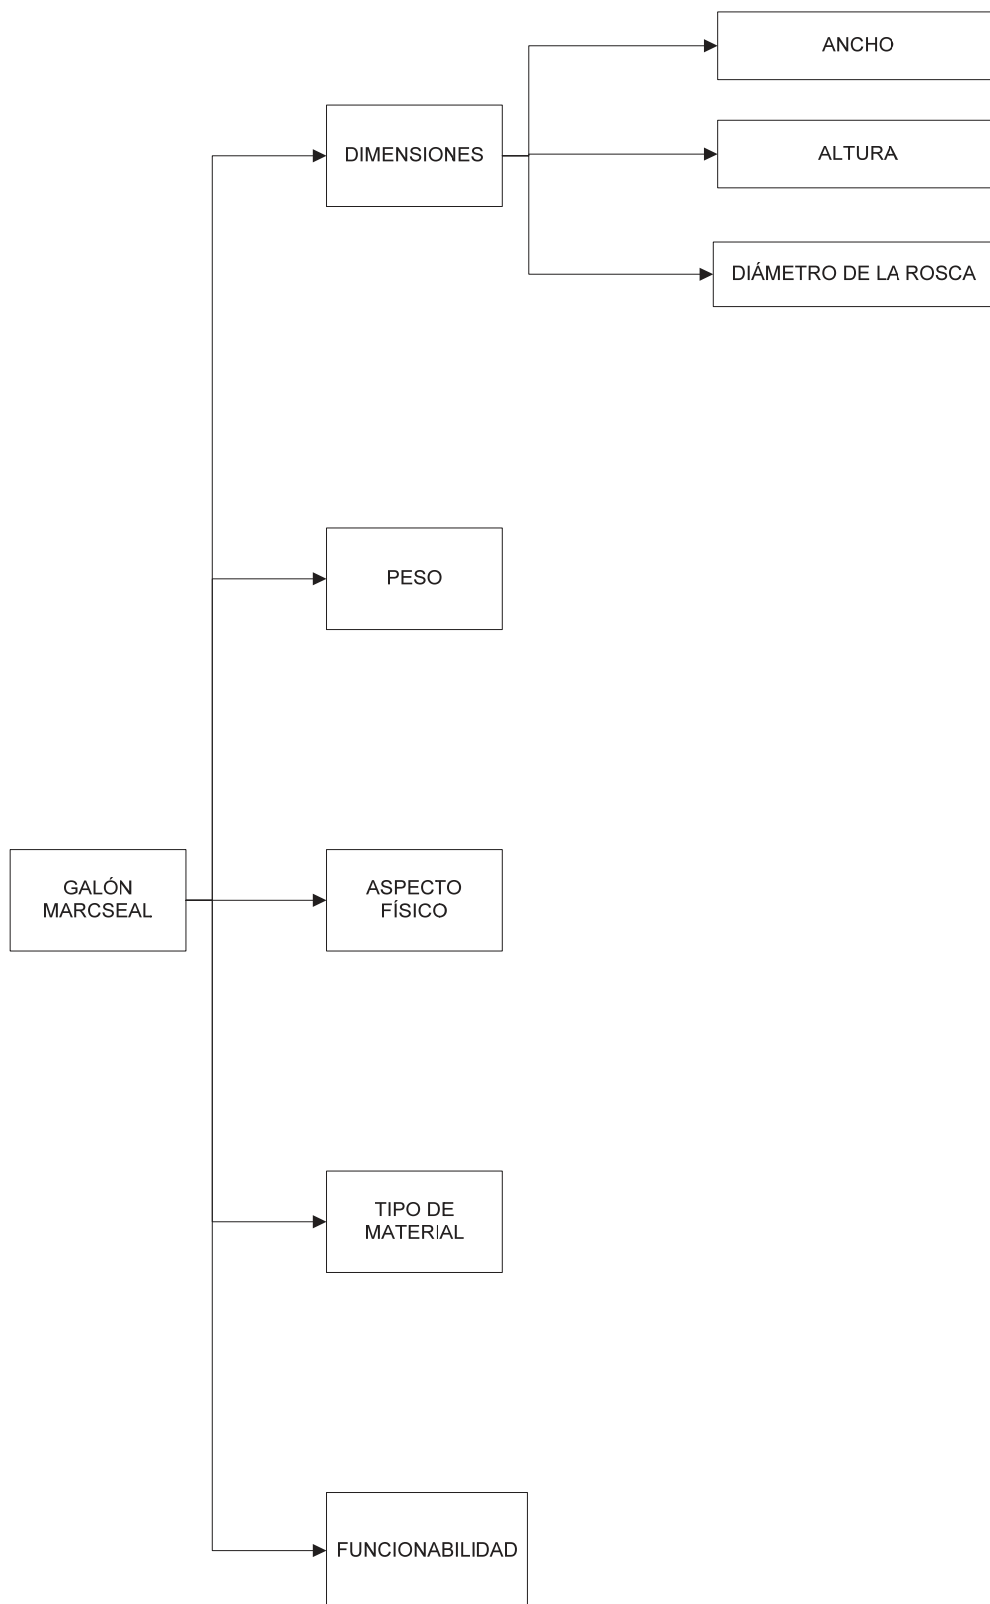 ANCHO
DIMENSIONES
ALTURA
DIÁMETRO DE LA ROSCA
PESO
GALÓN
MARCSEAL
ASPECTO
FÍSICO
TIPO DE
MATERIAL
FUNCIONABILIDAD